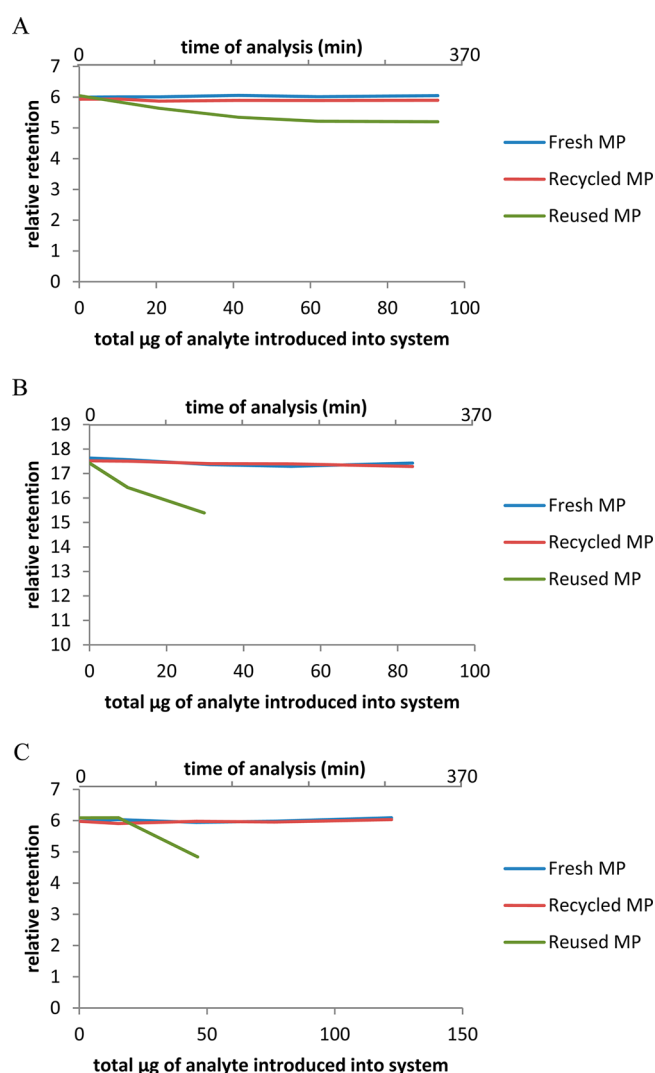 A
time of analysis (min)
0 370
7
6
5
4
3
2
1
0
relative retention
0 20 40 60 80 100
total µg of analyte introduced into system
Fresh MP
Recycled MP
Reused MP
B
time of analysis (min)
0 370
19
18
17
16
15
14
13
12
11
10
relative retention
0 20 40 60 80 100
total µg of analyte introduced into system
Fresh MP
Recycled MP
Reused MP
C
time of analysis (min)
0 370
7
6
5
4
3
2
1
0
relative retention
0 50 100 150
total µg of analyte introduced into system
Fresh MP
Recycled MP
Reused MP